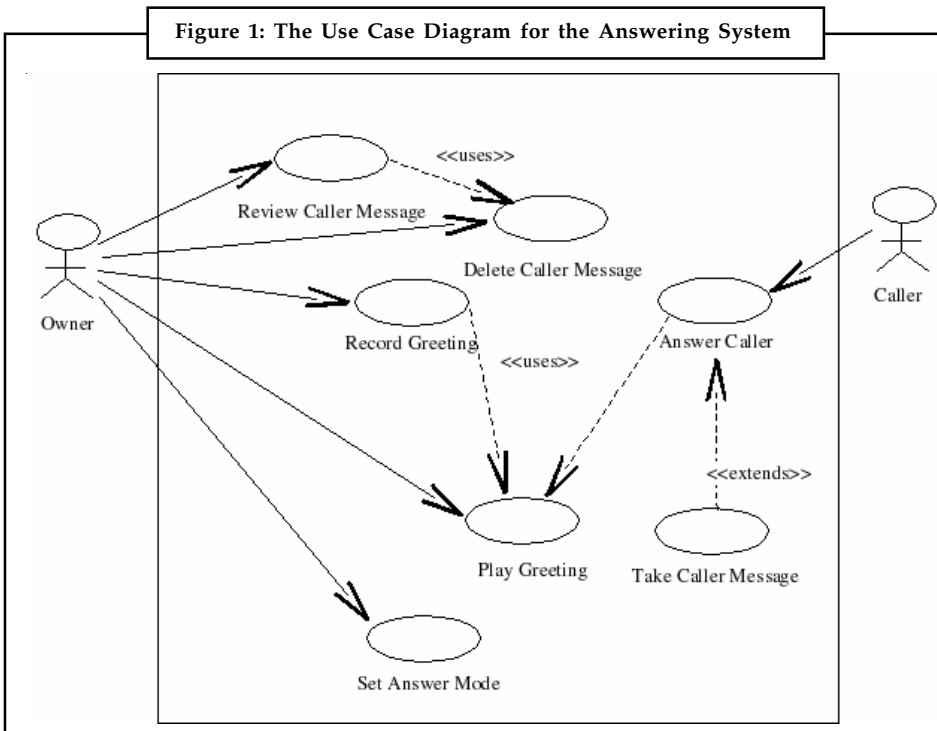 Figure 1: The Use Case Diagram for the Answering System
<<uses>>
Review Caller Message
Delete Caller Message
Owner
Caller
Record Greeting
Answer Caller
<<uses>>
<<extends>>
Play Greeting
Take Caller Message
Set Answer Mode